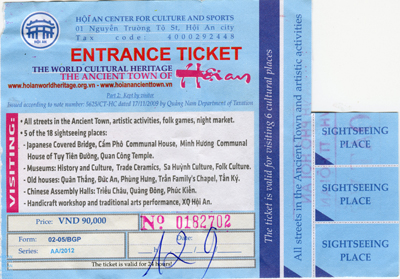 HỘI AN CENTER FOR CULTURE AND SPORTS
01 Nguyễn Trường Tộ St, Hội An city
Tax code: 4000292448
HỘI AN
ENTRANCE TICKET
THE WORLD CULTURAL HERITAGE
THE ANCIENT TOWN OF Hội an
www.hoianworldheritage.org.vn - www.hoianancienttown.vn
Part 2: Kept by visitor
Issued according to note number: 5625/CT-HC dated 17/11/2008 by Quảng Nam Department of Taxation
VISITING:
• All streets in the Ancient Town, artistic activities, folk games, night market.
• 5 of the 18 sightseeing places:
- Japanese Covered Bridge, Cẩm Phô Communal House, Minh Hương Communal
House of Tuỵ Tiên Đường, Quan Công Temple.
- Museums: History and Culture, Trade Ceramics, Sa Huỳnh Culture, Folk Culture.
- Old houses: Quân Thắng, Đức An, Phùng Hưng, Trần Family's Chapel, Tấn Ký.
- Chinese Assembly Halls: Triều Châu, Quảng Đông, Phúc Kiến.
- Handicraft workshop and traditional arts performance, XQ Hội An.
Price: VND 90,000
Form: 02-05/BGP
Series: AA/2012
No 0182702
The ticket is valid for 24 hours
The ticket is valid for visiting 6 cultural places
All streets in the Ancient Town and artistic activities
SIGHTSEEING
PLACE
SIGHTSEEING
PLACE
SIGHTSEEING
PLACE